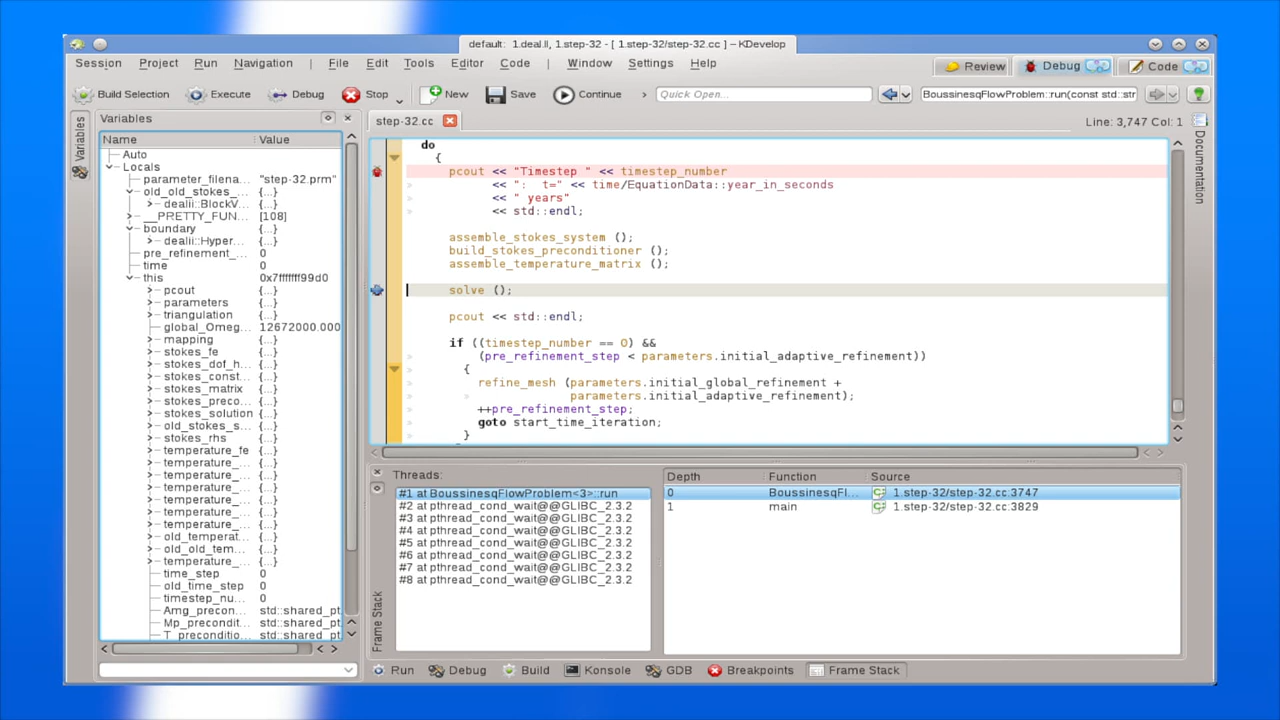 default: 1.deal.II, 1.step-32 - [ 1.step-32/step-32.cc ] – KDevelop
Session Project Run Navigation | File Edit Tools Editor Code | Window Settings Help Review Debug Code
Build Selection Execute Debug Stop New Save Continue Quick Open... BoussinesqFlowProblem::run(const std::str
Variables
step-32.cc Line: 3,747 Col: 1
Variables
Documentation
Name Value
Auto
Locals
parameter_filena... "step-32.prm"
old_old_stokes_... {...}
dealii::BlockV... {...}
__PRETTY_FUN... [108]
boundary {...}
dealii::Hyper... {...}
pre_refinement_... 0
time 0
this 0x7fffffff99d0
pcout {...}
parameters {...}
triangulation {...}
global_Omeg... 12672000.000
mapping {...}
stokes_fe {...}
stokes_dof_h... {...}
stokes_const... {...}
stokes_matrix {...}
stokes_preco... {...}
stokes_solution {...}
old_stokes_s... {...}
stokes_rhs {...}
temperature_fe {...}
temperature_... {...}
temperature_... {...}
temperature_... {...}
temperature_... {...}
temperature_... {...}
temperature_... {...}
old_temperat... {...}
old_old_tem... {...}
temperature_... {...}
time_step 0
old_time_step 0
timestep_nu... 0
Amg_precon... std::shared_pt
Mp_precondit... std::shared_pt
T_preconditio... std::shared_pt
do
{
pcout << "Timestep " << timestep_number
<< ":  t=" << time/EquationData::year_in_seconds
<< " years"
<< std::endl;
assemble_stokes_system ();
build_stokes_preconditioner ();
assemble_temperature_matrix ();
solve ();
pcout << std::endl;
if ((timestep_number == 0) &&
(pre_refinement_step < parameters.initial_adaptive_refinement))
{
refine_mesh (parameters.initial_global_refinement +
parameters.initial_adaptive_refinement);
++pre_refinement_step;
goto start_time_iteration;
}
Frame Stack
Threads:
#1 at BoussinesqFlowProblem<3>::run
#2 at pthread_cond_wait@@GLIBC_2.3.2
#3 at pthread_cond_wait@@GLIBC_2.3.2
#4 at pthread_cond_wait@@GLIBC_2.3.2
#5 at pthread_cond_wait@@GLIBC_2.3.2
#6 at pthread_cond_wait@@GLIBC_2.3.2
#7 at pthread_cond_wait@@GLIBC_2.3.2
#8 at pthread_cond_wait@@GLIBC_2.3.2
Depth Function Source
0 BoussinesqFl... 1.step-32/step-32.cc:3747
1 main 1.step-32/step-32.cc:3829
Run Debug Build Konsole GDB Breakpoints Frame Stack